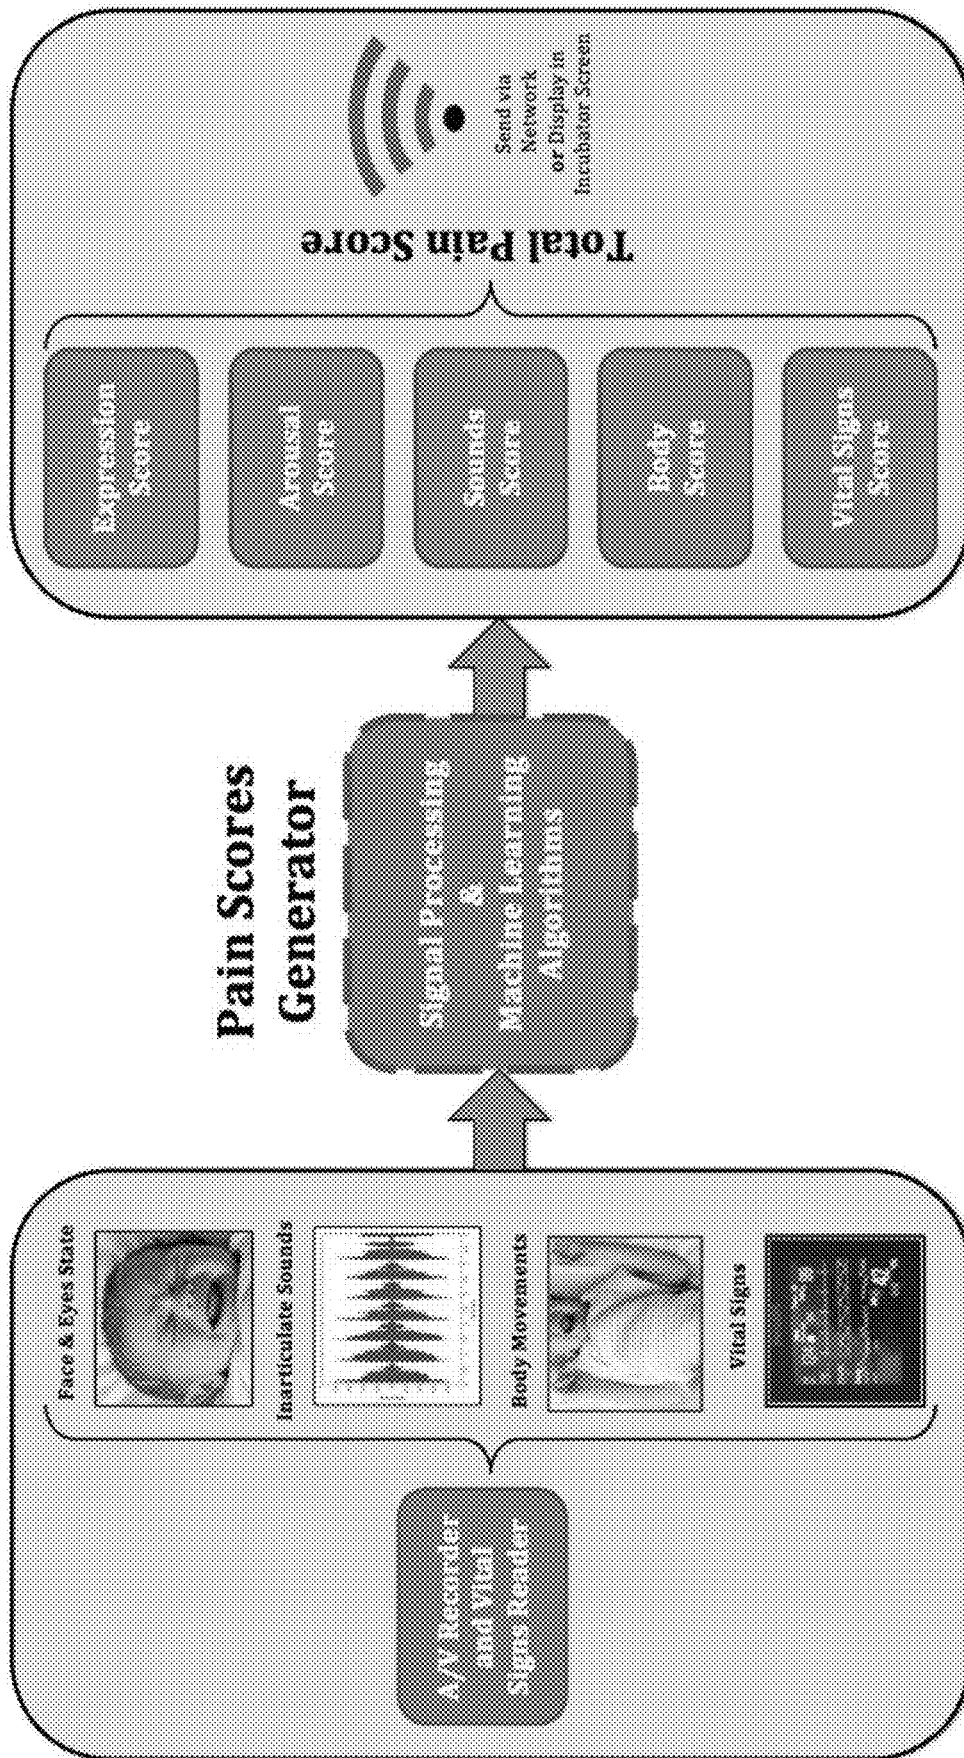 A/V Recorder
and Vital
Signs Reader
Face & Eyes State
Inarticulate Sounds
Body Movements
Vital Signs
Pain Scores
Generator
Signal Processing
&
Machine Learning
Algorithms
Expression
Score
Arousal
Score
Sounds
Score
Body
Score
Vital Signs
Score
Total Pain Score
Send via
Network
or Display in
Incubator Screen